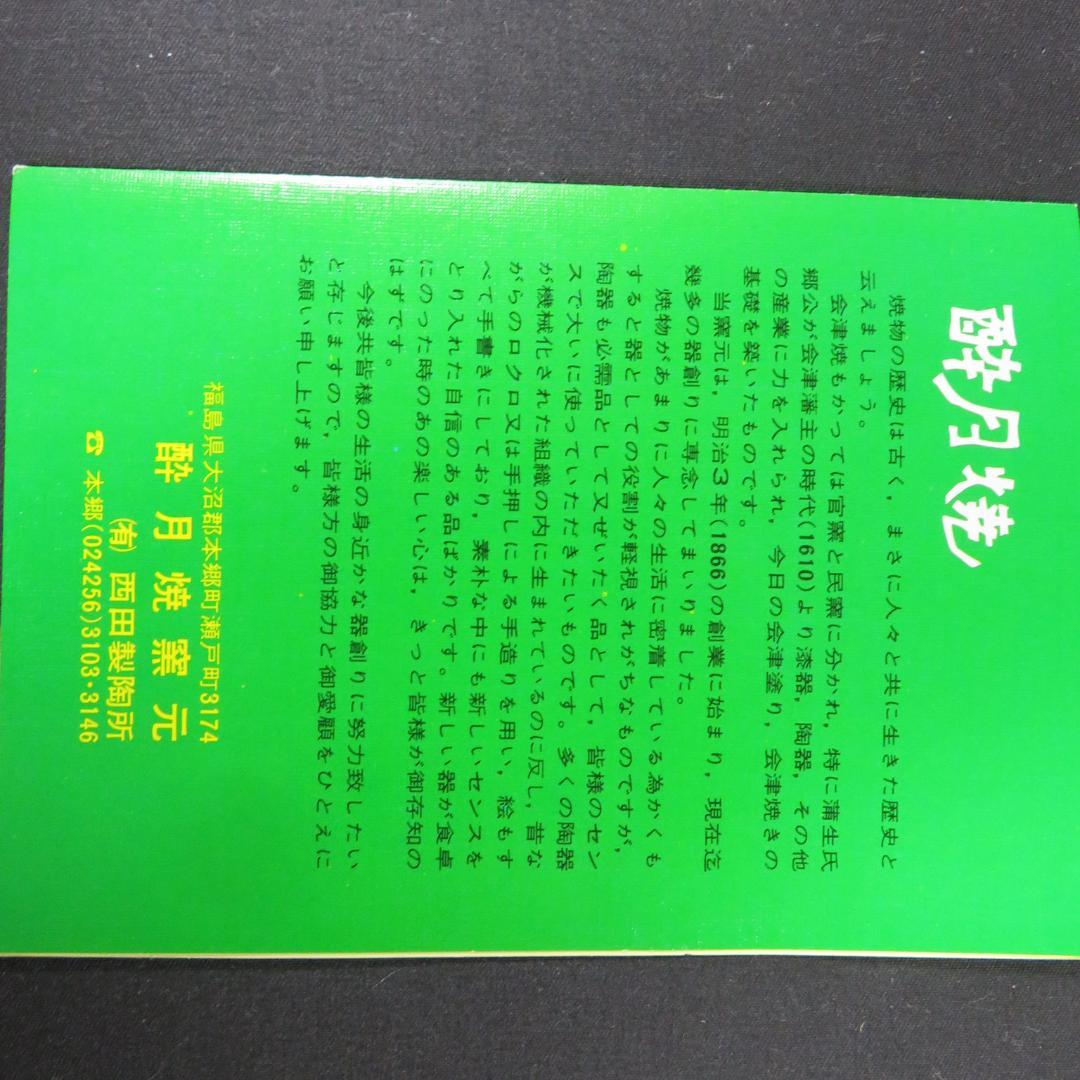 酔月焼
焼物の歴史は古く，まさに人々と共に生きた歴史と
云えましょう。
会津焼もかっては官窯と民窯に分かれ，特に蒲生氏
郷公が会津藩主の時代(1610)より漆器，陶器，その他
の産業に力を入れられ，今日の会津塗り，会津焼きの
基礎を築いたものです。
当窯元は，明治3年(1866)の創業に始まり，現在迄
幾多の器創りに専念してまいりました。
焼物があまりに人々の生活に密着している為かくも
すると器としての役割が軽視されがちなものですが，
陶器も必需品として又ぜいたく品として，皆様のセン
スで大いに使っていただきたいものです。多くの陶器
が機械化された組織の内に生まれているのに反し，昔な
がらのロクロ又は手押しによる手造りを用い，絵もす
べて手書きにしており，素朴な中にも新しいセンスを
とり入れた自信のある品ばかりです。新しい器が食卓
にのった時のあの楽しい心は，きっと皆様が御存知の
はずです。
今後共皆様の生活の身近かな器創りに努力致したい
と存じますので，皆様方の御協力と御愛顧をひとえに
お願い申し上げます。
福島県大沼郡本郷町瀬戸町3174
酔月焼窯元
(有)西田製陶所
☎ 本郷(024256)3103・3146